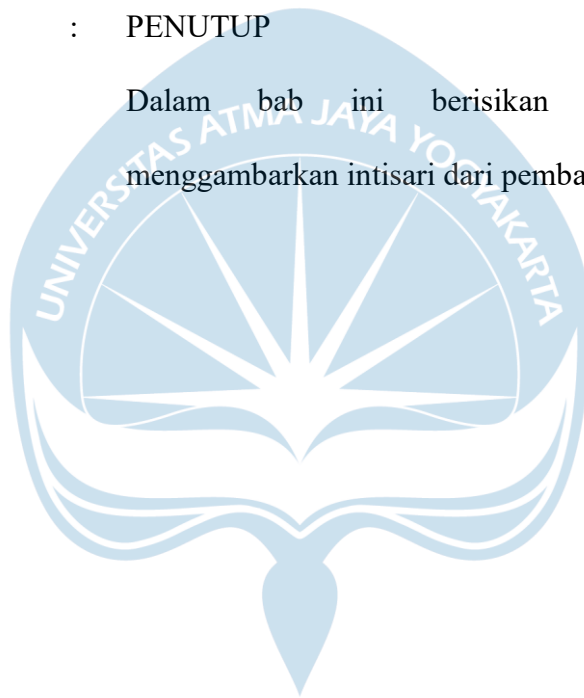 : PENUTUP
Dalam bab ini berisikan
menggambarkan intisari dari pemba
UNIVERSITAS ATMA JAYA YOGYAKARTA